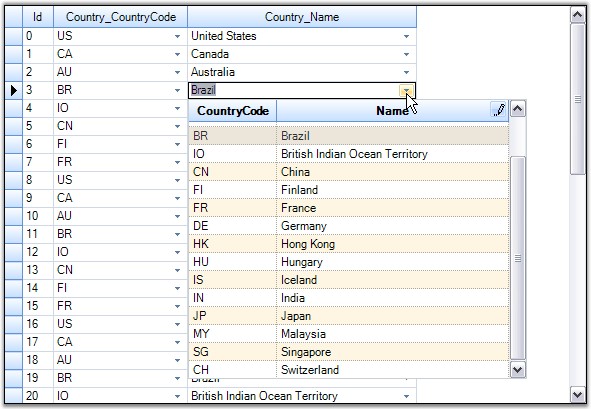 Id Country_CountryCode Country_Name
0 US United States
1 CA Canada
2 AU Australia
3 BR Brazil
4 IO CountryCode Name
5 CN BR Brazil
6 FI IO British Indian Ocean Territory
7 FR CN China
8 US FI Finland
9 CA FR France
10 AU DE Germany
11 BR HK Hong Kong
12 IO HU Hungary
13 CN IS Iceland
14 FI IN India
15 FR JP Japan
16 US MY Malaysia
17 CA SG Singapore
18 AU CH Switzerland
19 BR Brazil
20 IO British Indian Ocean Territory